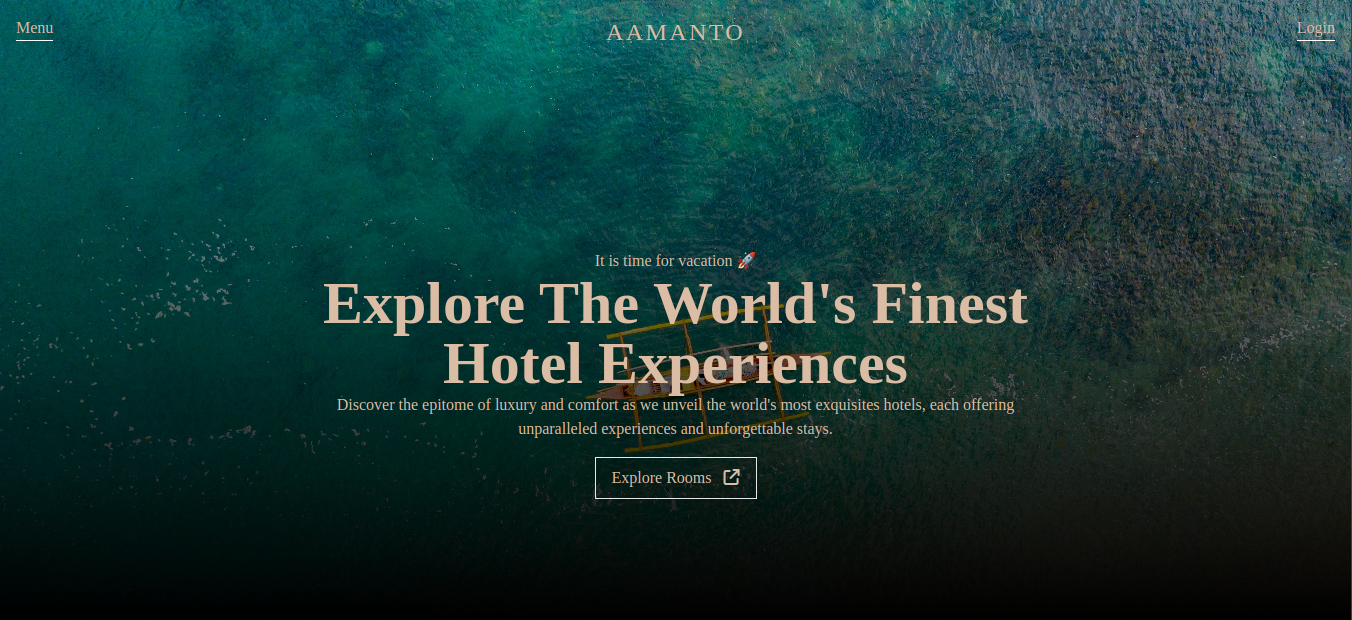 Menu
AAMANTO
Login
It is time for vacation 🚀
Explore The World's Finest
Hotel Experiences
Discover the epitome of luxury and comfort as we unveil the world's most exquisites hotels, each offering
unparalleled experiences and unforgettable stays.
Explore Rooms